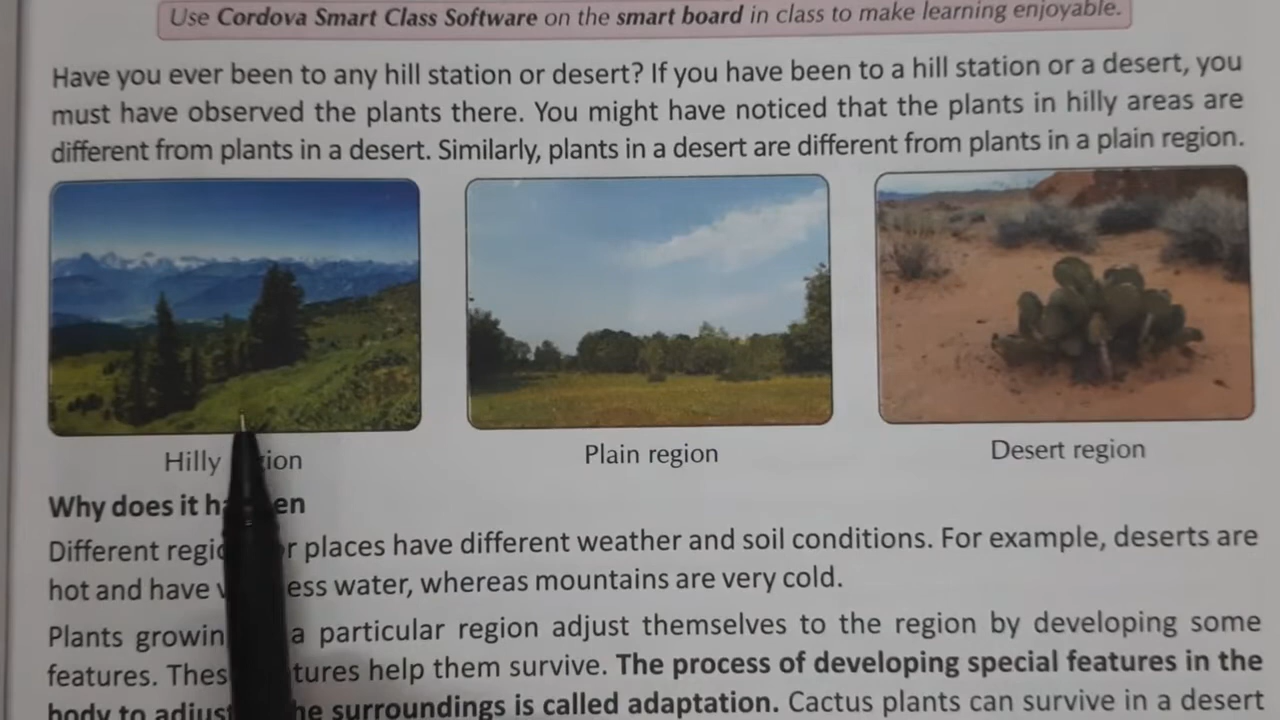 Use Cordova Smart Class Software on the smart board in class to make learning enjoyable.
Have you ever been to any hill station or desert? If you have been to a hill station or a desert, you
must have observed the plants there. You might have noticed that the plants in hilly areas are
different from plants in a desert. Similarly, plants in a desert are different from plants in a plain region.
Hilly
Plain region
Desert region
Why does it
Different places have different weather and soil conditions. For example, deserts are
hot and have water, whereas mountains are very cold.
Plants a particular region adjust themselves to the region by developing some
features. help them survive. The process of developing special features in the
body to surroundings is called adaptation. Cactus plants can survive in a desert